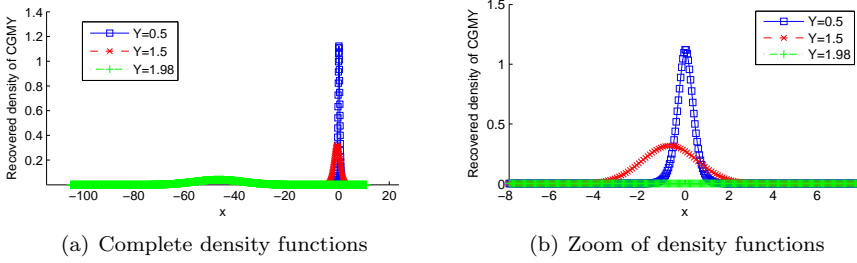 Recovered density of CGMY
1.4
1.2
1
0.8
0.6
0.4
0.2
−100 −80 −60 −40 −20 0 20
x
Y=0.5
Y=1.5
Y=1.98
(a) Complete density functions
Recovered density of CGMY
1.5
1
0.5
0
−8 −6 −4 −2 0 2 4 6
x
Y=0.5
Y=1.5
Y=1.98
(b) Zoom of density functions